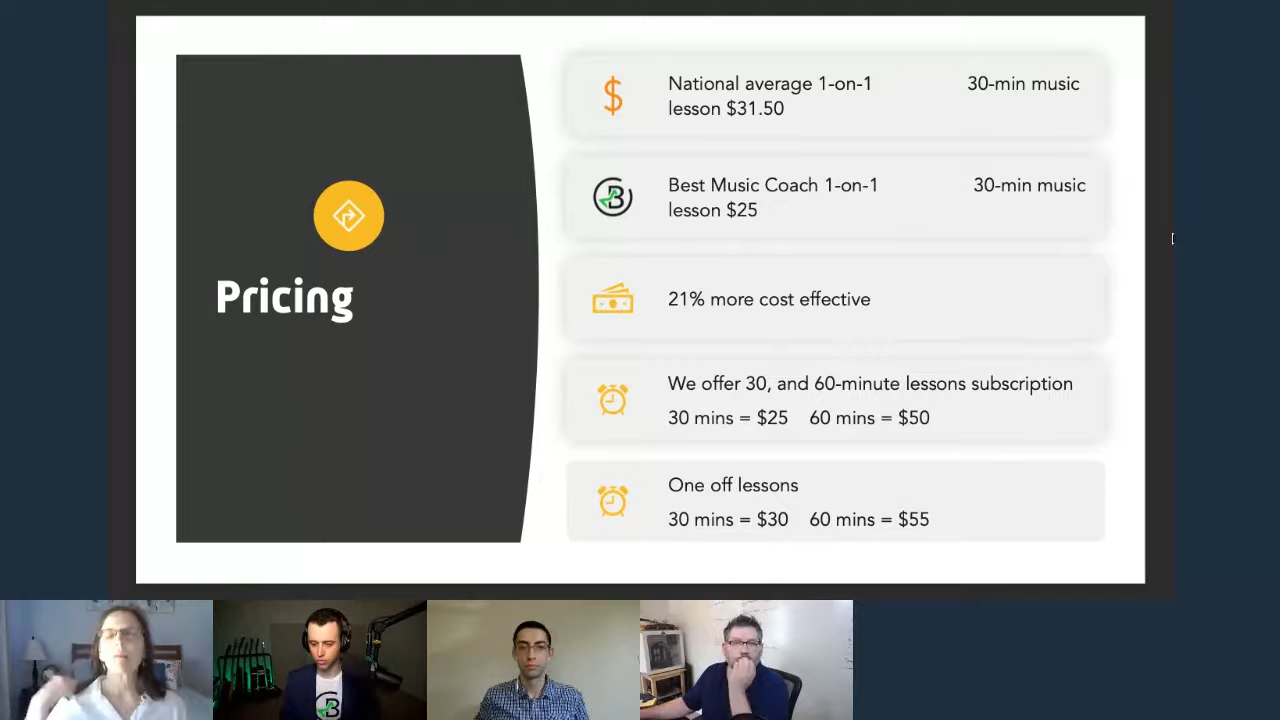 Pricing
National average 1-on-1 30-min music
lesson $31.50
Best Music Coach 1-on-1 30-min music
lesson $25
21% more cost effective
We offer 30, and 60-minute lessons subscription
30 mins = $25 60 mins = $50
One off lessons
30 mins = $30 60 mins = $55